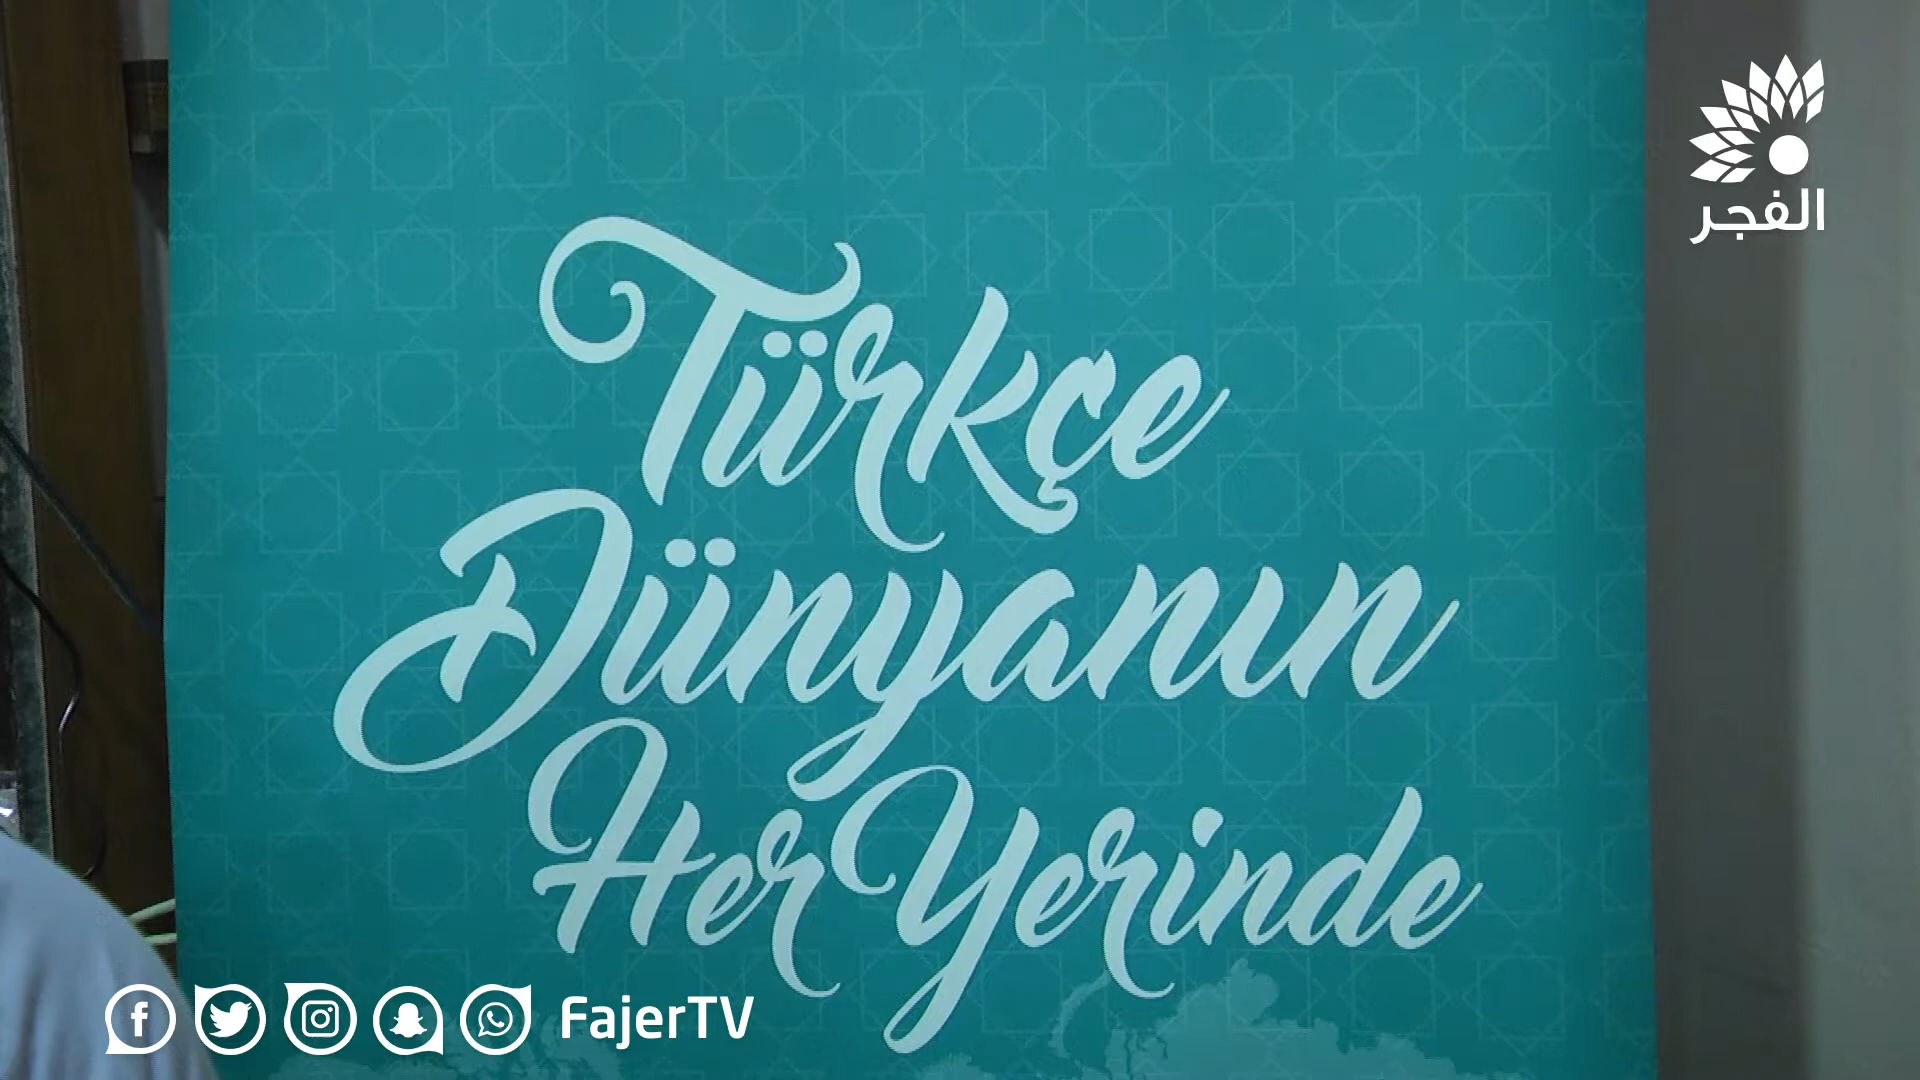 الفجر
Türkçe
Dünyanın
Her Yerinde
FajerTV